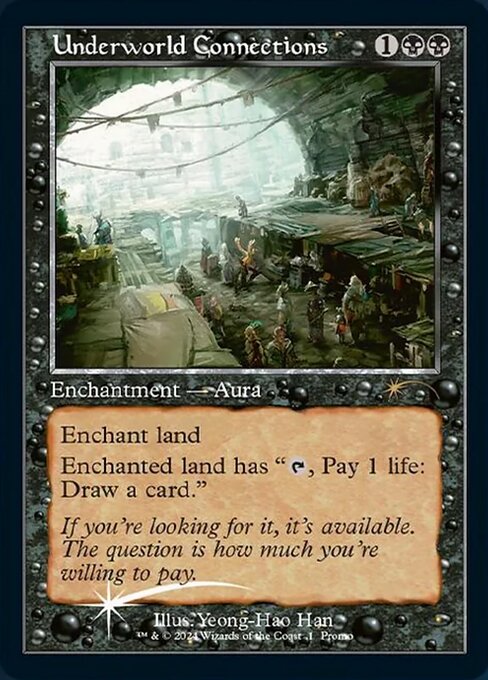 Underworld Connections 1
Enchantment — Aura
Enchant land
Enchanted land has “, Pay 1 life:
Draw a card.”
If you’re looking for it, it’s available.
The question is how much you’re
willing to pay.
Illus. Yeong-Hao Han
™ & © 2024 Wizards of the Coast .1 Promo